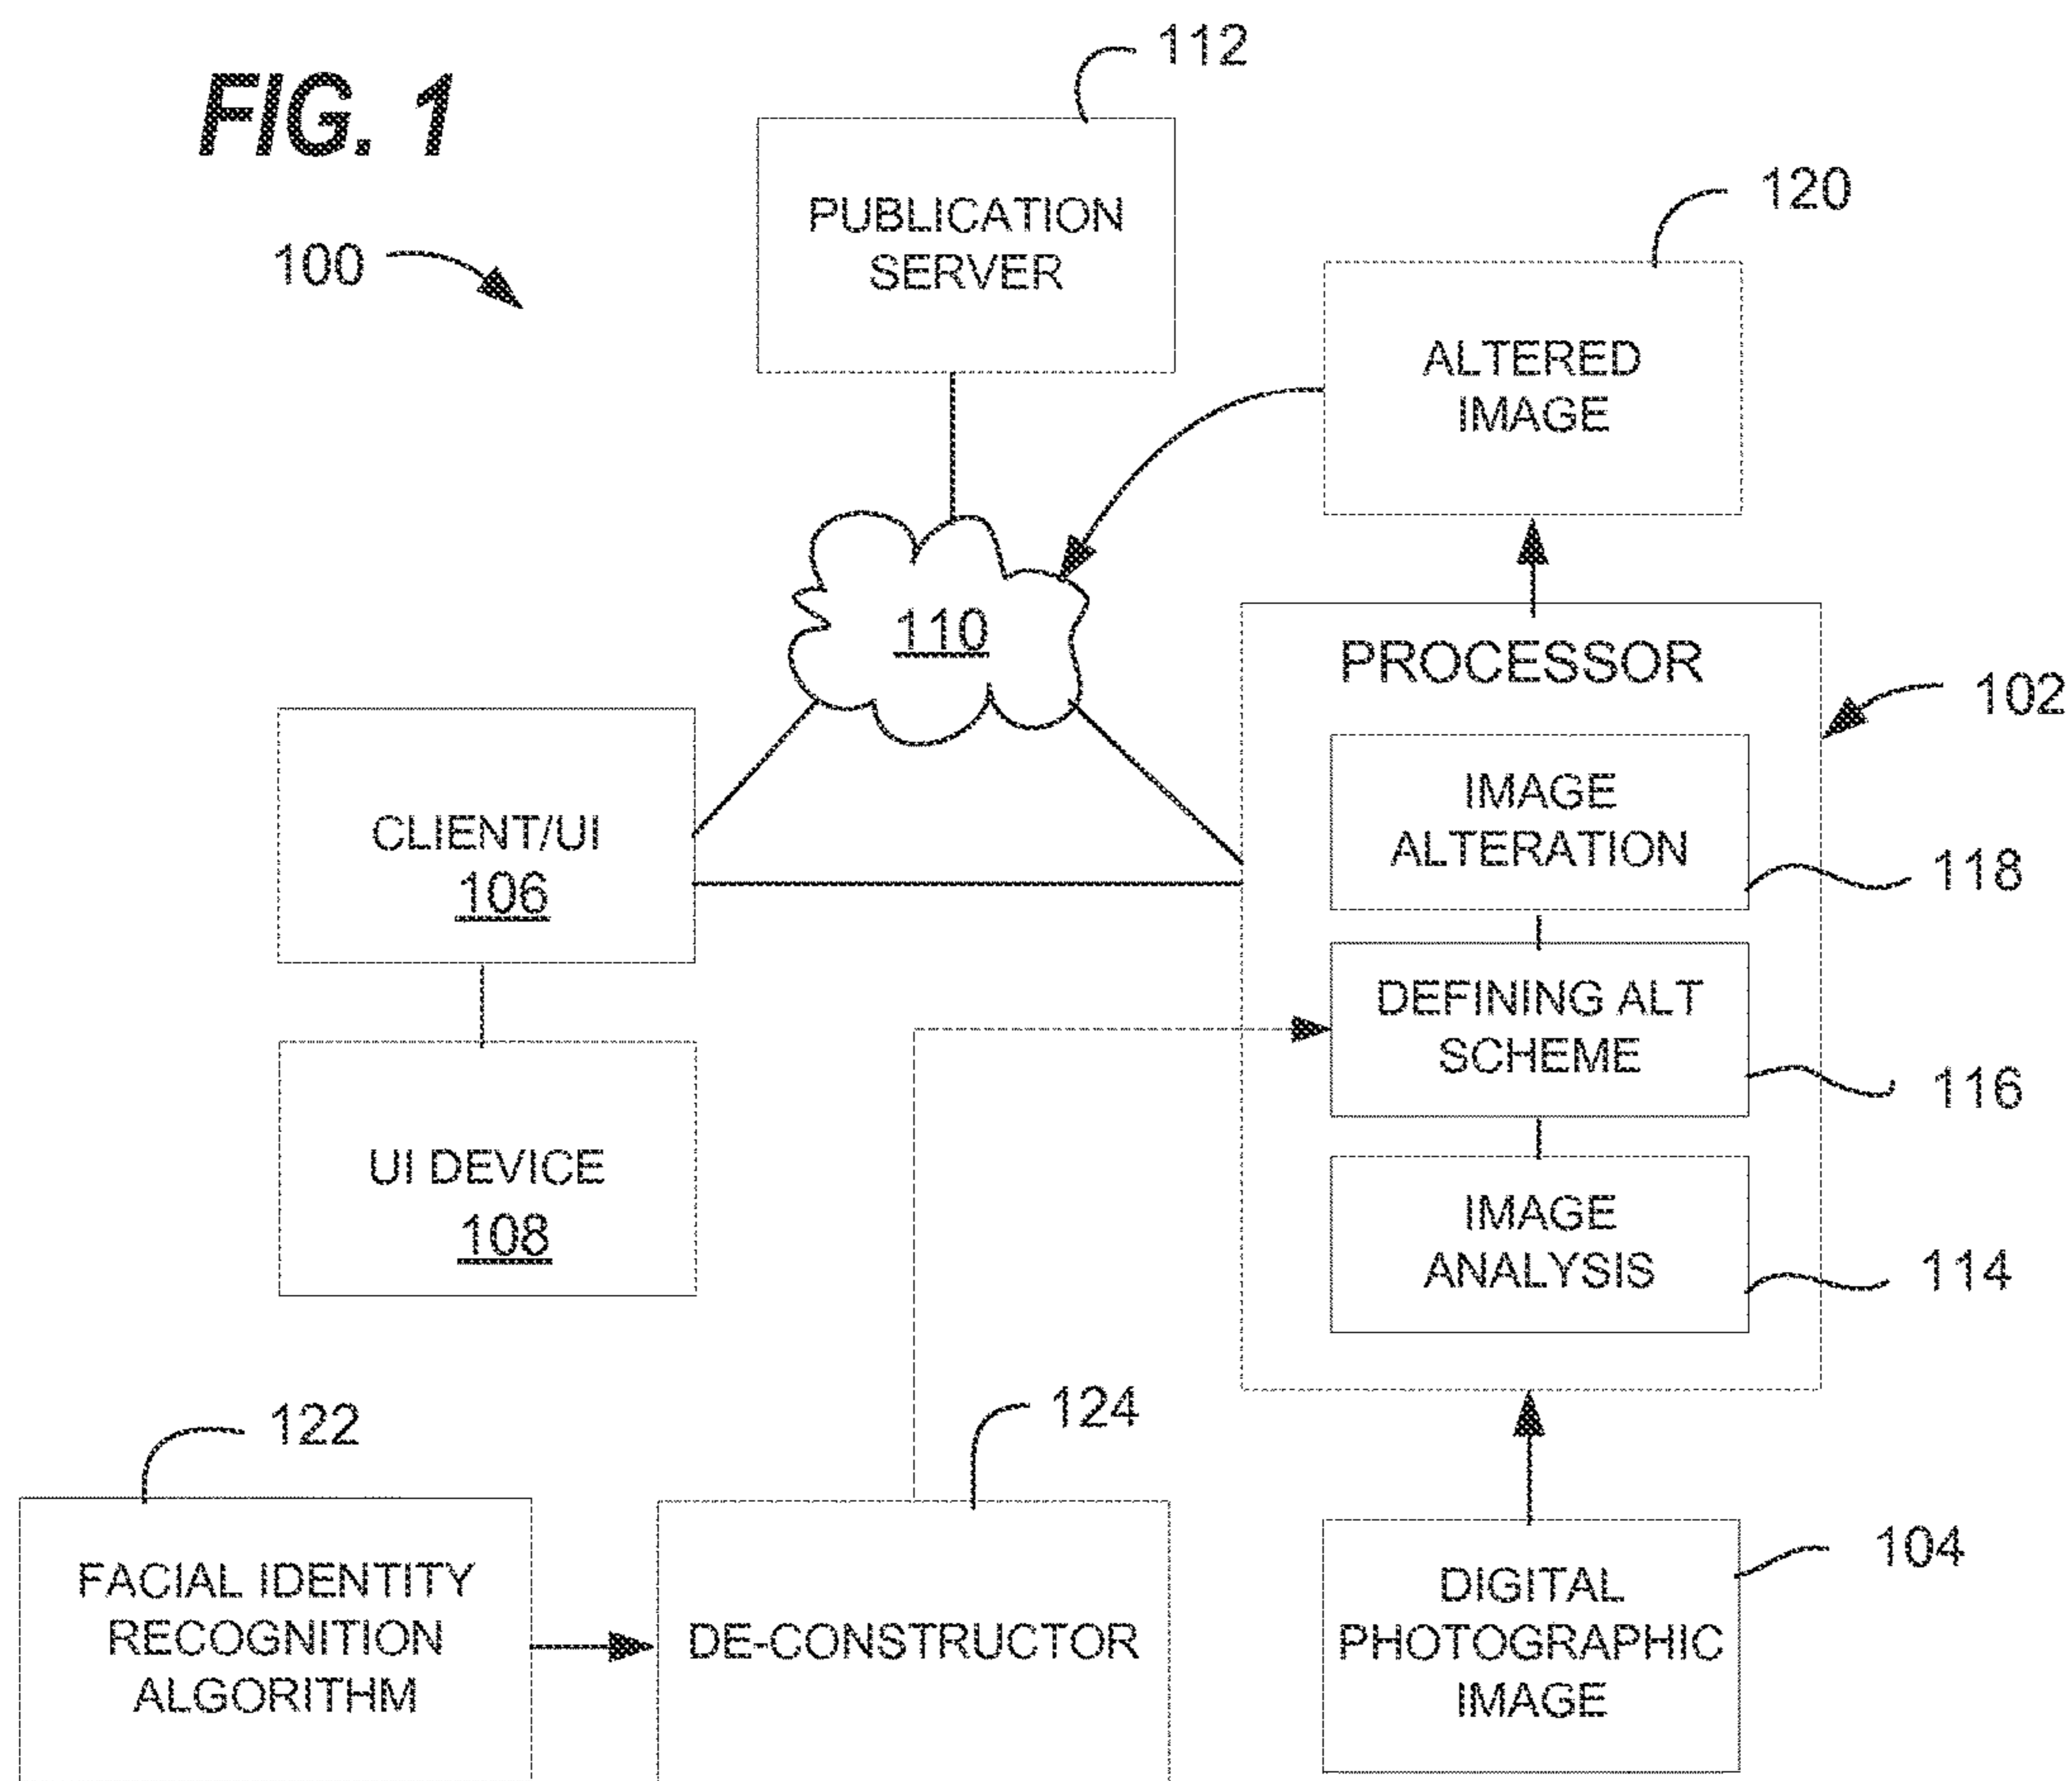 FIG. 1
100
112
PUBLICATION
SERVER
120
ALTERED
IMAGE
110
PROCESSOR
102
IMAGE
ALTERATION
118
CLIENT/UI
106
DEFINING ALT
SCHEME
116
UI DEVICE
108
IMAGE
ANALYSIS
114
122
FACIAL IDENTITY
RECOGNITION
ALGORITHM
124
DE-CONSTRUCTOR
104
DIGITAL
PHOTOGRAPHIC
IMAGE